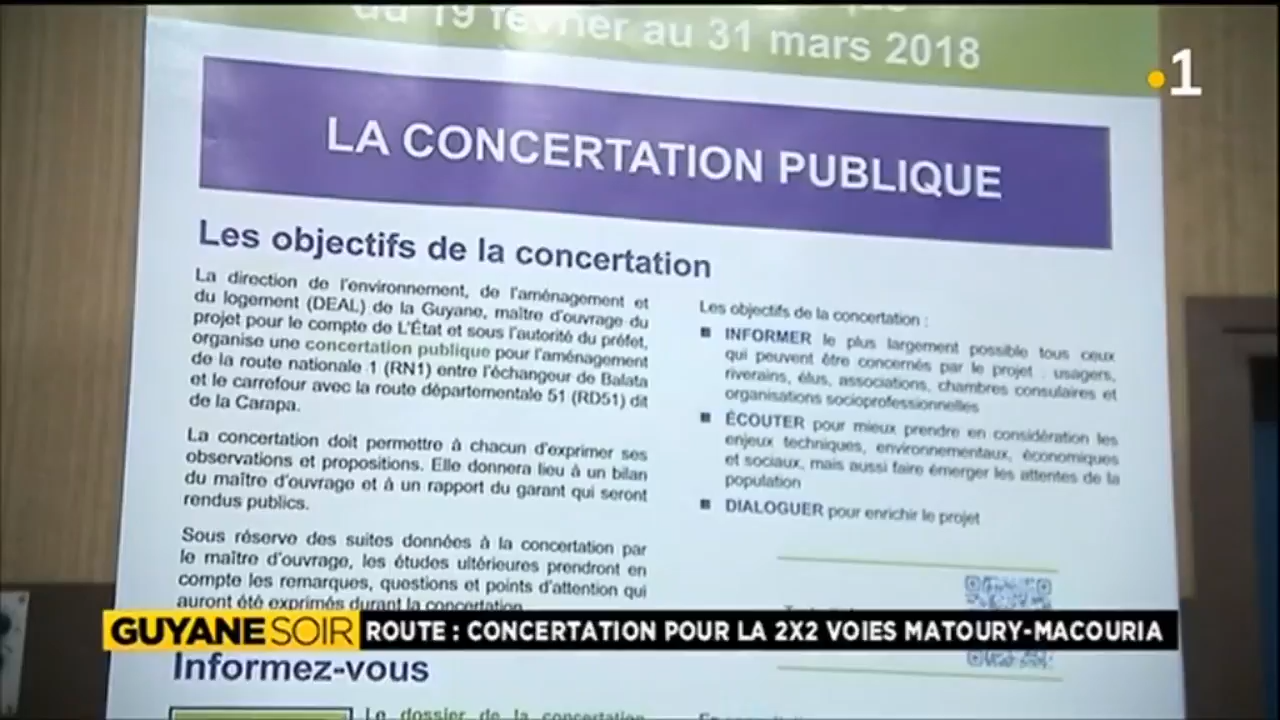 du 19 février au 31 mars 2018
1
LA CONCERTATION PUBLIQUE
Les objectifs de la concertation
La direction de l'environnement, de l'aménagement et
du logement (DEAL) de la Guyane, maître d'ouvrage du
projet pour le compte de L'État et sous l'autorité du préfet,
organise une concertation publique pour l'aménagement
de la route nationale 1 (RN1) entre l'échangeur de Balata
et le carrefour avec la route départementale 51 (RD51) dit
de la Carapa.
La concertation doit permettre à chacun d'exprimer ses
observations et propositions. Elle donnera lieu à un bilan
du maître d'ouvrage et à un rapport du garant qui seront
rendus publics.
Sous réserve des suites données à la concertation par
le maître d'ouvrage, les études ultérieures prendront en
compte les remarques, questions et points d'attention qui
auront été exprimés durant la concertation
Les objectifs de la concertation :
INFORMER le plus largement possible tous ceux
qui peuvent être concernés par le projet : usagers,
riverains, élus, associations, chambres consulaires et
organisations socioprofessionnelles
ÉCOUTER pour mieux prendre en considération les
enjeux techniques, environnementaux, économiques
et sociaux, mais aussi faire émerger les attentes de la
population
DIALOGUER pour enrichir le projet
GUYANE SOIR ROUTE : CONCERTATION POUR LA 2X2 VOIES MATOURY-MACOURIA
Informez-vous
Le dossier de la concertation